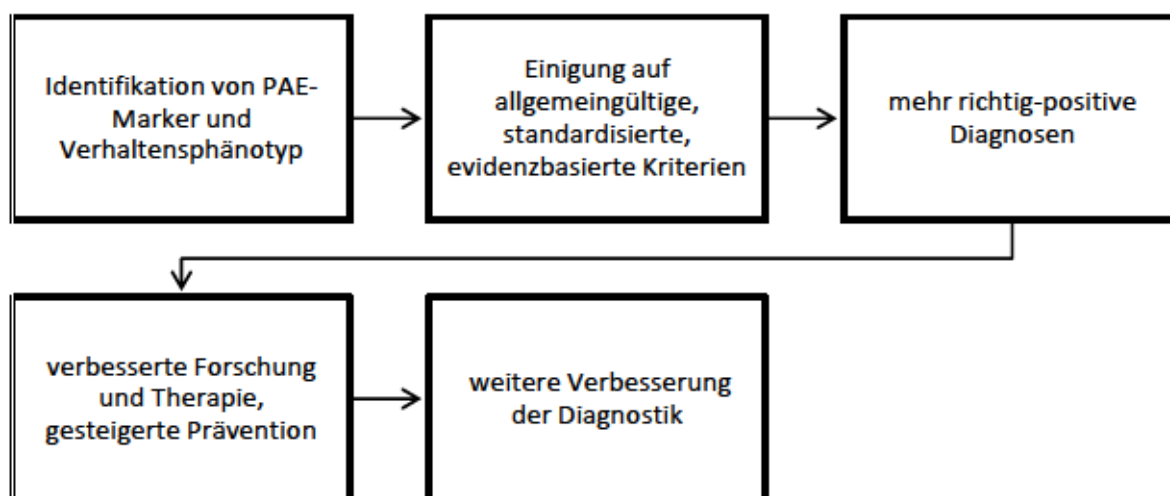 Identifikation von PAE-
Marker und
Verhaltensphänotyp
Einigung auf
allgemeingültige,
standardisierte,
evidenzbasierte Kriterien
mehr richtig-positive
Diagnosen
verbesserte Forschung
und Therapie,
gesteigerte Prävention
weitere Verbesserung
der Diagnostik